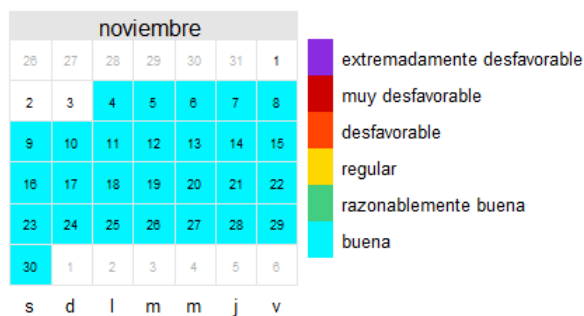 noviembre
26 27 28 29 30 31 1
2 3 4 5 6 7 8
9 10 11 12 13 14 15
16 17 18 19 20 21 22
23 24 25 26 27 28 29
30 1 2 3 4 5 6
s d l m m j v
extremadamente desfavorable
muy desfavorable
desfavorable
regular
razonablemente buena
buena